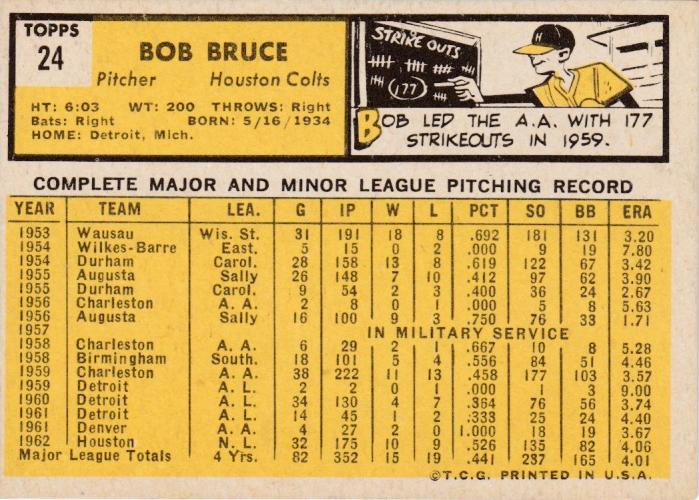 TOPPS
24
BOB BRUCE
Pitcher Houston Colts
HT: 6:03 WT: 200 THROWS: Right
Bats: Right BORN: 5/16/1934
HOME: Detroit, Mich.
STRIKE OUTS
177
H
BOB LED THE A.A. WITH 177
STRIKEOUTS IN 1959.
COMPLETE MAJOR AND MINOR LEAGUE PITCHING RECORD
YEAR TEAM LEA. G IP W L PCT SO BB ERA
1953 Wausau Wis. St. 31 191 18 8 .692 181 131 3.20
1954 Wilkes-Barre East. 5 15 0 2 .000 9 19 7.80
1954 Durham Carol. 28 158 13 8 .619 122 67 3.42
1955 Augusta Sally 26 148 7 10 .412 97 62 3.90
1955 Durham Carol. 9 54 2 3 .400 36 24 2.67
1956 Charleston A. A. 2 8 0 1 .000 5 8 5.63
1956 Augusta Sally 16 100 9 3 .750 76 33 1.71
1957 IN MILITARY SERVICE
1958 Charleston A. A. 6 29 2 1 .667 10 8 5.28
1958 Birmingham South. 18 101 5 4 .556 84 51 4.46
1959 Charleston A. A. 38 222 11 13 .458 177 103 3.57
1959 Detroit A. L. 2 2 0 1 .000 1 3 9.00
1960 Detroit A. L. 34 130 4 7 .364 76 56 3.74
1961 Detroit A. L. 14 45 1 2 .333 25 24 4.40
1961 Denver A. A. 4 27 2 0 1.000 18 19 3.67
1962 Houston N. L. 32 175 10 9 .526 135 82 4.06
Major League Totals 4 Yrs. 82 352 15 19 .441 237 165 4.01
©T.C.G. PRINTED IN U.S.A.